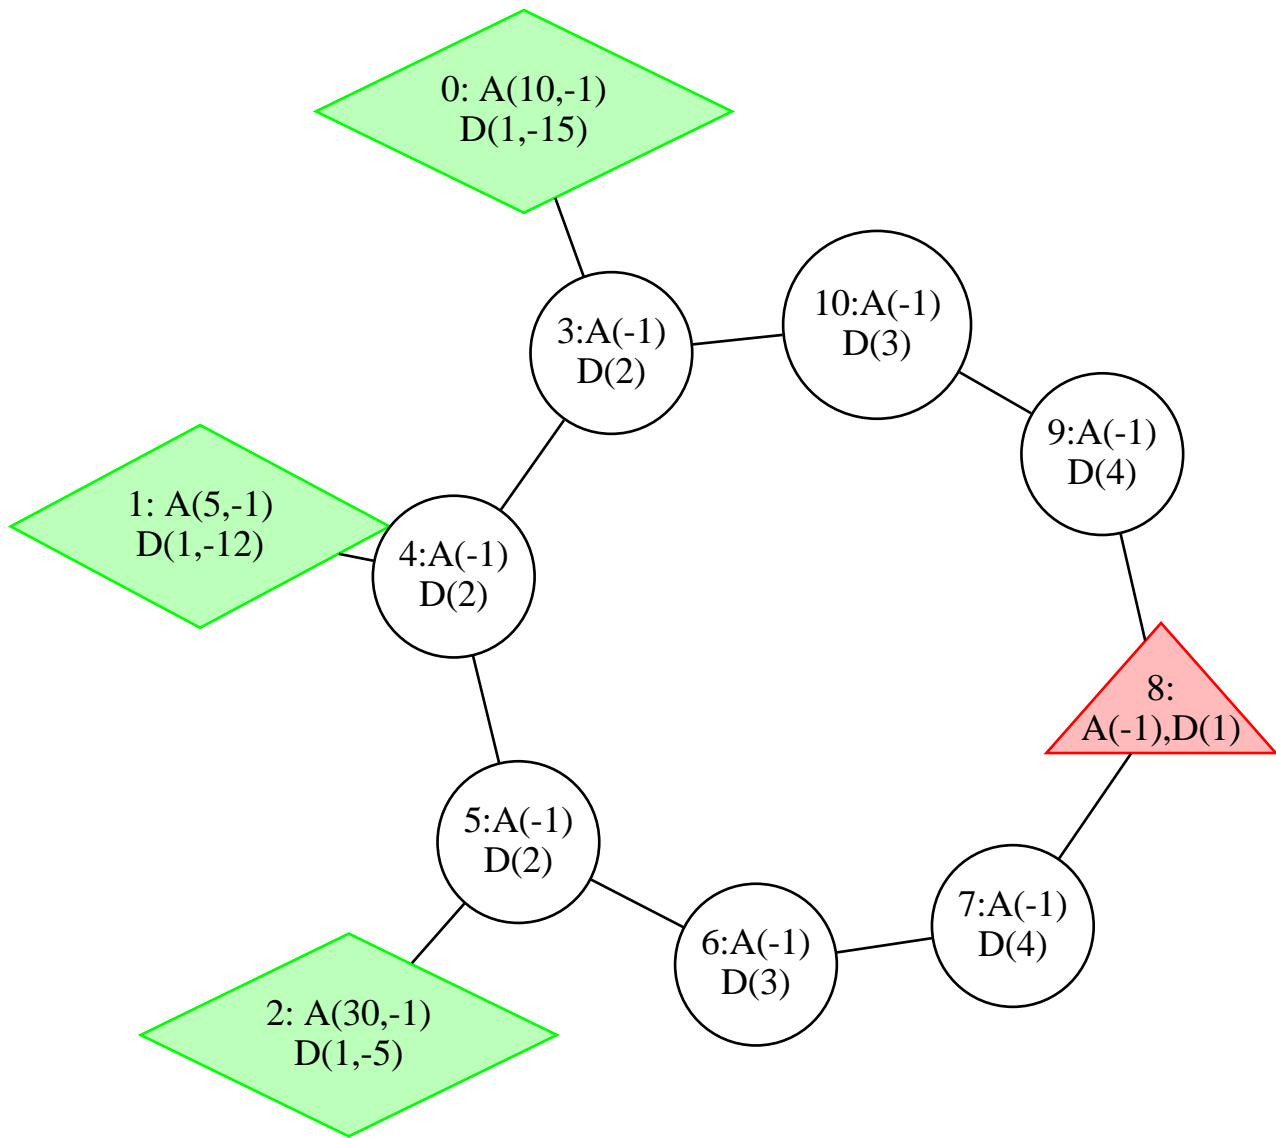 0: A(10,-1)
D(1,-15)
10:A(-1)
D(3)
3:A(-1)
D(2)
9:A(-1)
D(4)
1: A(5,-1)
D(1,-12)
4:A(-1)
D(2)
8:
A(-1),D(1)
5:A(-1)
D(2)
7:A(-1)
D(4)
6:A(-1)
D(3)
2: A(30,-1)
D(1,-5)